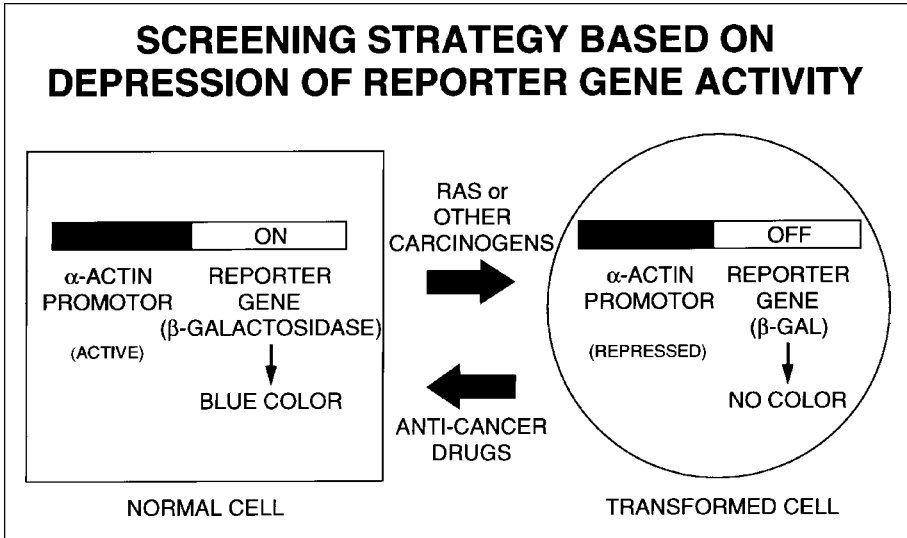 SCREENING STRATEGY BASED ON
DEPRESSION OF REPORTER GENE ACTIVITY
ON
α-ACTIN
PROMOTOR
(ACTIVE)
REPORTER
GENE
(β-GALACTOSIDASE)
BLUE COLOR
NORMAL CELL
RAS or
OTHER
CARCINOGENS
ANTI-CANCER
DRUGS
OFF
α-ACTIN
PROMOTOR
(REPRESSED)
REPORTER
GENE
(β-GAL)
NO COLOR
TRANSFORMED CELL